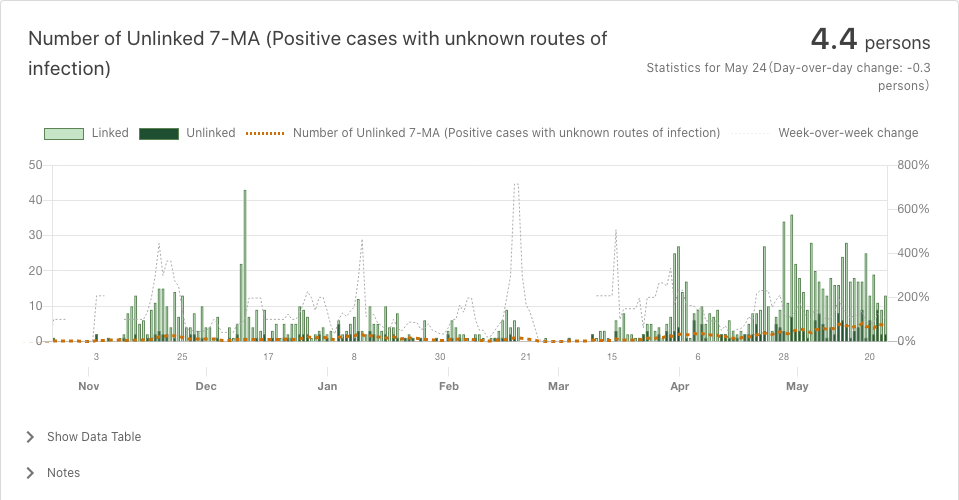 Number of Unlinked 7-MA (Positive cases with unknown routes of
infection)
4.4 persons
Statistics for May 24(Day-over-day change: -0.3
persons)
Linked
Unlinked
Number of Unlinked 7-MA (Positive cases with unknown routes of infection)
Week-over-week change
50 800%
40 600%
30 400%
20
10 200%
0 0%
3 25 17 8 30 21 15 6 28 20
Nov Dec Jan Feb Mar Apr May
Show Data Table
Notes